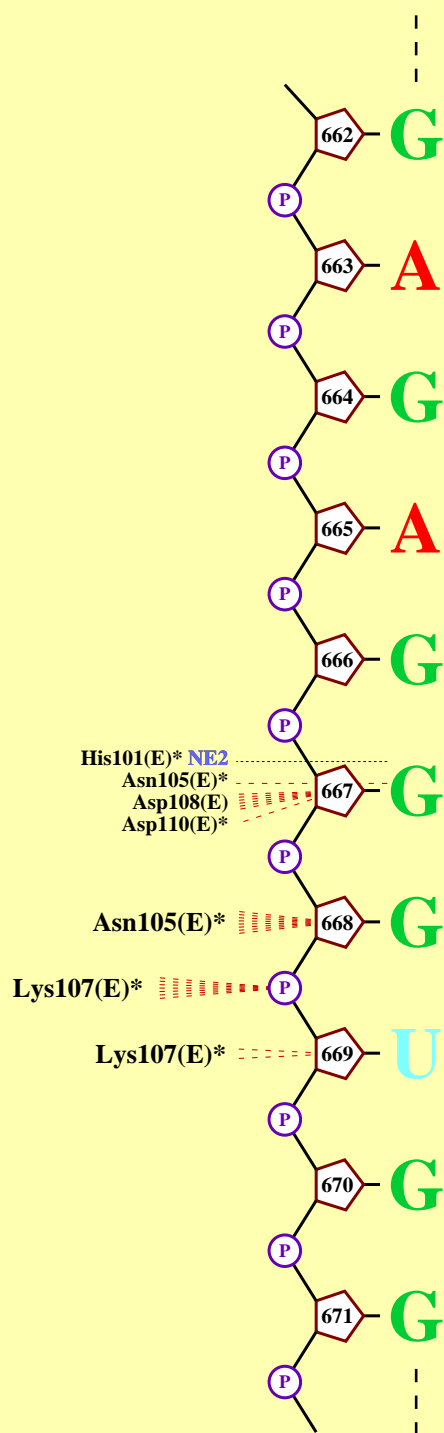 662 G
P
663 A
P
664 G
P
665 A
P
666 G
P
His101(E)* NE2
Asn105(E)*
667 G
Asp108(E)
Asp110(E)*
P
Asn105(E)* 668 G
Lys107(E)* P
Lys107(E)* 669 U
P
670 G
P
671 G
P